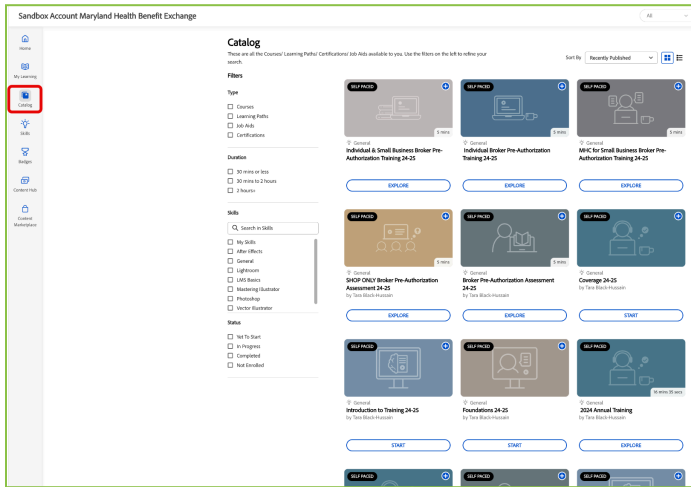 Sandbox Account Maryland Health Benefit Exchange
All
Home
My Learning
Catalog
Skills
Badges
Content Hub
Content
Marketplace
Catalog
These are all the Courses/ Learning Paths/ Certifications/ Job Aids available to you. Use the filters on the left to refine your
search.
Sort By Recently Published
Filters
Type
Courses
Learning Paths
Job Aids
Certifications
Duration
30 mins or less
30 mins to 2 hours
2 hours+
Skills
Search in Skills
My Skills
After Effects
General
Lightroom
LMS Basics
Mastering Illustrator
Photoshop
Vector Illustrator
Status
Yet To Start
In Progress
Completed
Not Enrolled
SELF PACED
5 mins
General
Individual & Small Business Broker Pre-
Authorization Training 24-25
EXPLORE
SELF PACED
5 mins
General
Individual Broker Pre-Authorization
Training 24-25
EXPLORE
SELF PACED
5 mins
General
MHC for Small Business Broker Pre-
Authorization Training 24-25
EXPLORE
SELF PACED
5 mins
General
SHOP ONLY Broker Pre-Authorization
Assessment 24-25
by Tara Black-Hussain
EXPLORE
SELF PACED
5 mins
General
Broker Pre-Authorization Assessment
24-25
by Tara Black-Hussain
EXPLORE
SELF PACED
General
Coverage 24-25
by Tara Black-Hussain
START
SELF PACED
General
Introduction to Training 24-25
by Tara Black-Hussain
START
SELF PACED
General
Foundations 24-25
by Tara Black-Hussain
START
SELF PACED
16 mins 35 secs
General
2024 Annual Training
by Tara Black-Hussain
EXPLORE
SELF PACED
SELF PACED
SELF PACED